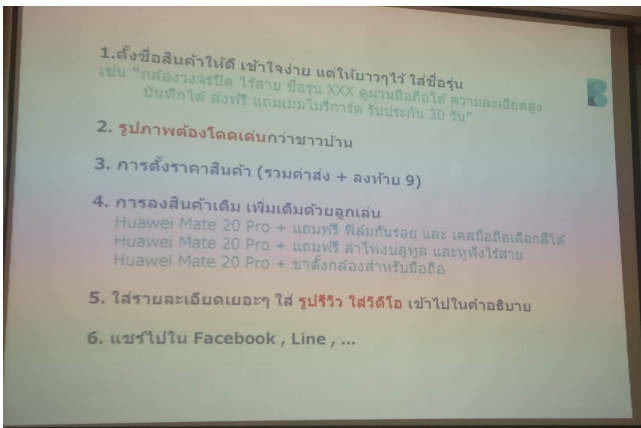 1.ตั้งชื่อสินค้าให้ดี เข้าใจง่าย แต่ให้ยาวๆไว้ ใส่ชื่อรุ่น
เช่น "กล้องวงจรปิด ไร้สาย ชื่อรุ่น XXX ดูผ่านมือถือได้ ความละเอียดสูง
บันทึกได้ ส่งฟรี แถมเมมโมรี่การ์ด รับประกัน 30 วัน"
2. รูปภาพต้องโดดเด่นกว่าชาวบ้าน
3. การตั้งราคาสินค้า (รวมค่าส่ง + ลงท้าย 9)
4. การลงสินค้าเดิม เพิ่มเติมด้วยลูกเล่น
Huawei Mate 20 Pro + แถมฟรี ฟิล์มกันรอย และ เคสมือถือเลือกสีได้
Huawei Mate 20 Pro + แถมฟรี ลำโพงบลูทูล และหูฟังไร้สาย
Huawei Mate 20 Pro + ขาตั้งกล้องสำหรับมือถือ
5. ใส่รายละเอียดเยอะๆ ใส่ รูปรีวิว ใส่วิดีโอ เข้าไปในคำอธิบาย
6. แชร์ไปใน Facebook , Line , ...